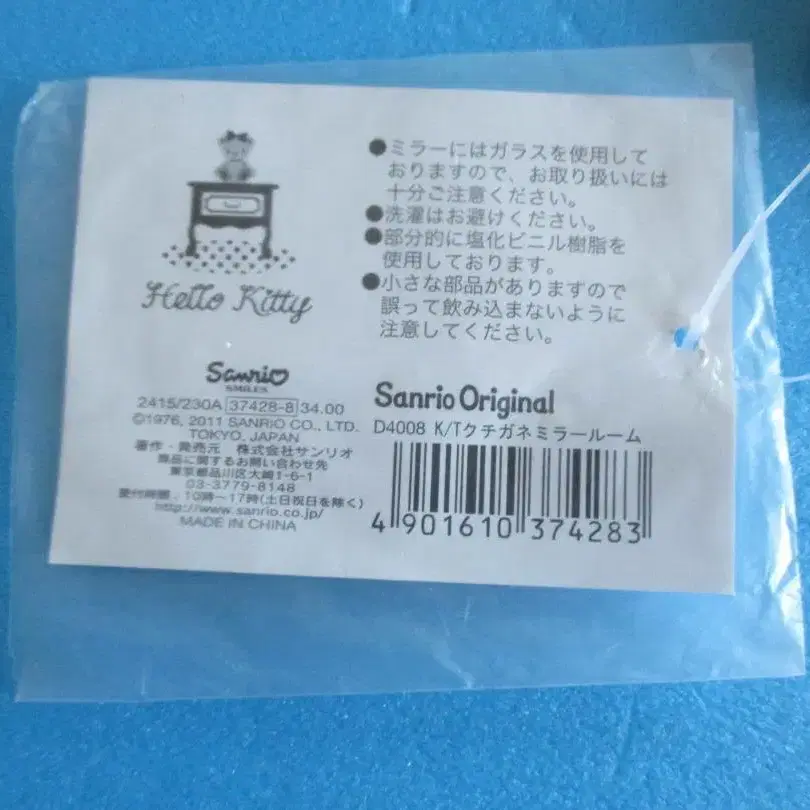 ●ミラーにはガラスを使用して
おりますので、お取り扱いには
十分ご注意ください。
●洗濯はお避けください。
●部分的に塩化ビニル樹脂を
使用しております。
●小さな部品がありますので
誤って飲み込まないように
注意してください。
Hello Kitty
Sanrio
SMILES
2415/230A 37428-8 34.00
©1976, 2011 SANRIO CO., LTD.
TOKYO, JAPAN
著作・発売元 株式会社サンリオ
商品に関するお問い合わせ先
東京都品川区大崎1-6-1
03-3779-8148
受付時間:10時〜17時(土日祝日を除く)
http://www.sanrio.co.jp/
MADE IN CHINA
Sanrio Original
D4008 K/Tクチガネミラールーム
4 901610 374283